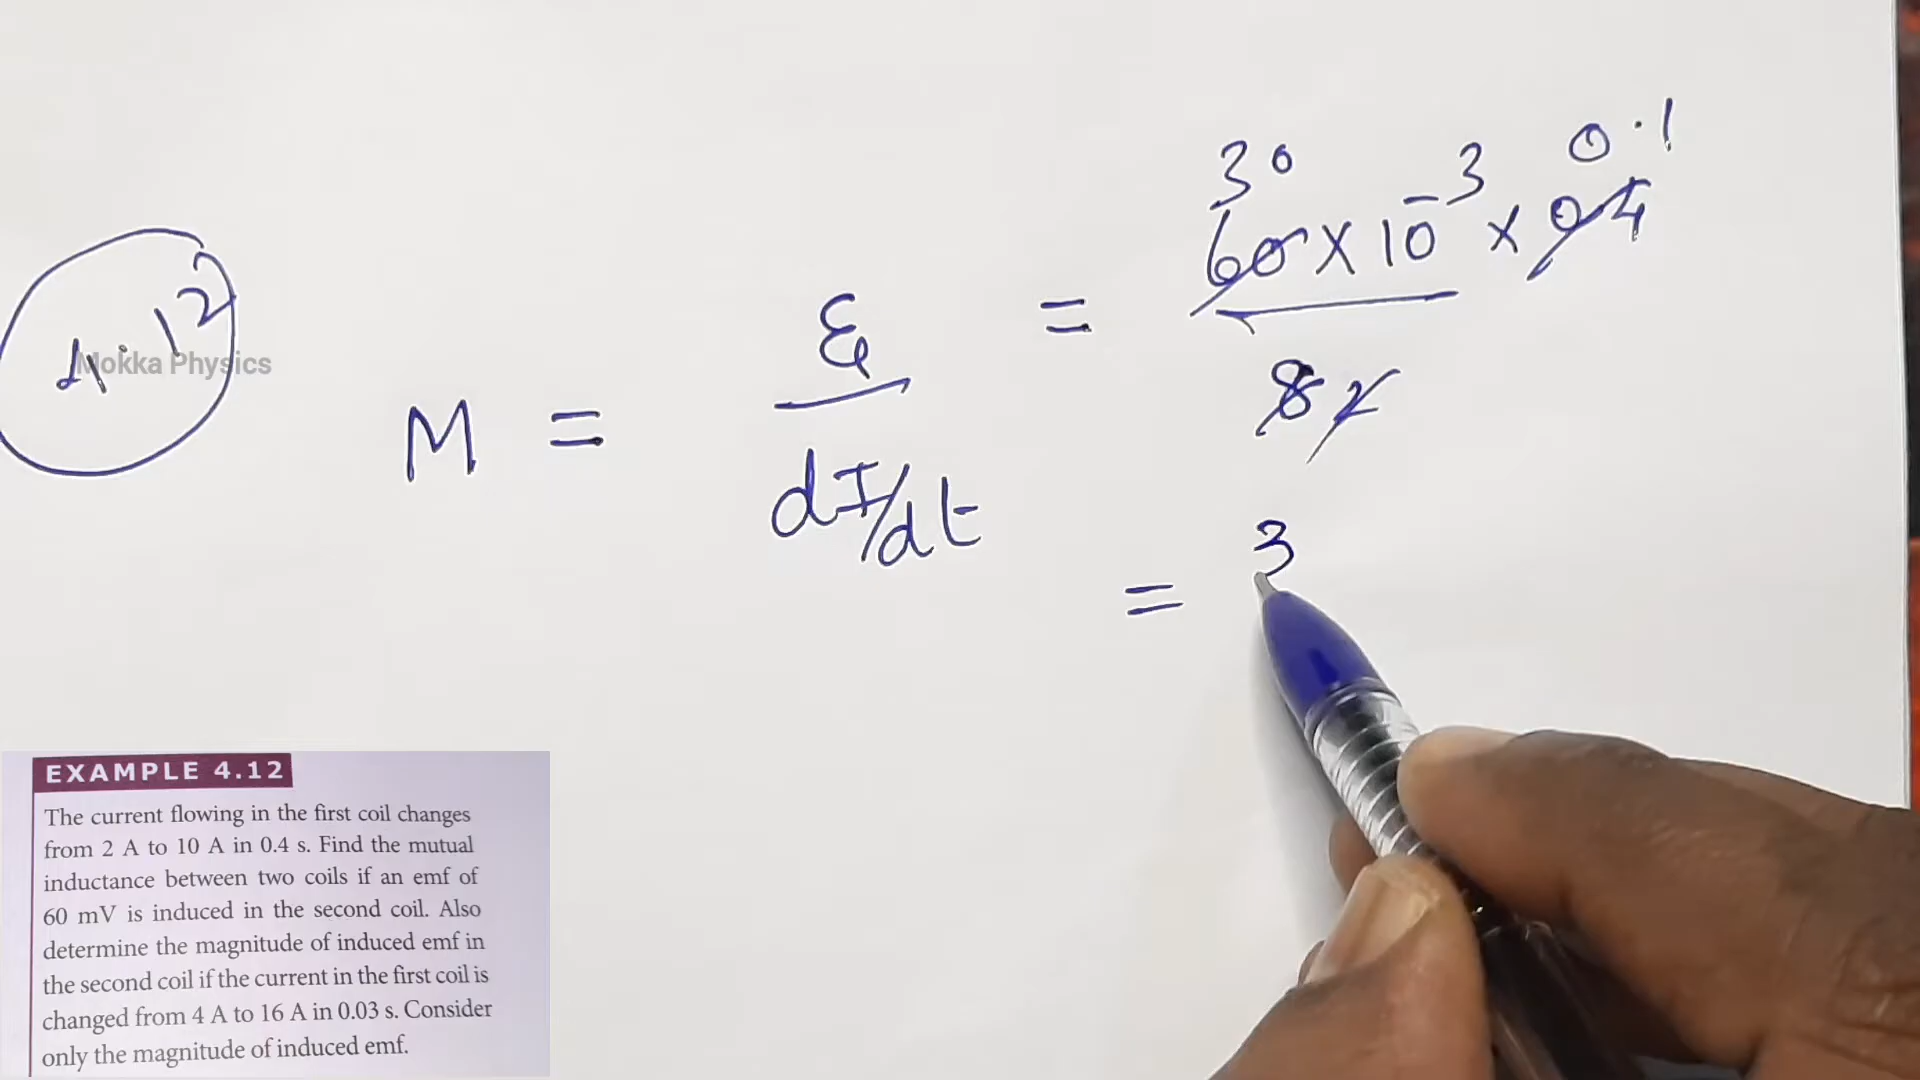 4.12
Mokka Physics
M = ε / dI/dt = 60 × 10⁻³ × 0.4 / 8
30
0.1
2
= 3
EXAMPLE 4.12
The current flowing in the first coil changes
from 2 A to 10 A in 0.4 s. Find the mutual
inductance between two coils if an emf of
60 mV is induced in the second coil. Also
determine the magnitude of induced emf in
the second coil if the current in the first coil is
changed from 4 A to 16 A in 0.03 s. Consider
only the magnitude of induced emf.